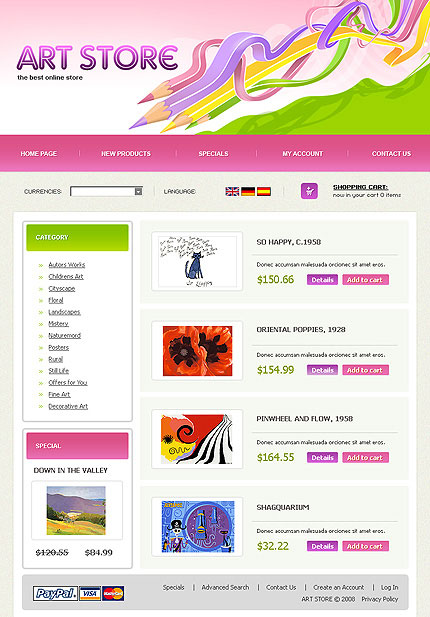 ART STORE
the best online store
HOME PAGE | NEW PRODUCTS | SPECIALS | MY ACCOUNT | CONTACT US
CURRENCIES: LANGUAGE: SHOPPING CART:
now in your cart 0 items
CATEGORY
Autors Works
Childrens Art
Cityscape
Floral
Landscapes
Mistery
Naturemord
Posters
Rural
Still Life
Offers for You
Fine Art
Decorative Art
SPECIAL
DOWN IN THE VALLEY
$120.55 $84.99
SO HAPPY, C.1958
Donec accumsan malesuada orcionec sit amet eros.
$150.66 Details Add to cart
ORIENTAL POPPIES, 1928
Donec accumsan malesuada orcionec sit amet eros.
$154.99 Details Add to cart
PINWHEEL AND FLOW, 1958
Donec accumsan malesuada orcionec sit amet eros.
$164.55 Details Add to cart
SHAGQUARIUM
Donec accumsan malesuada orcionec sit amet eros.
$32.22 Details Add to cart
PayPal VISA MasterCard
Specials | Advanced Search | Contact Us | Create an Account | Log In
ART STORE © 2008 Privacy Policy